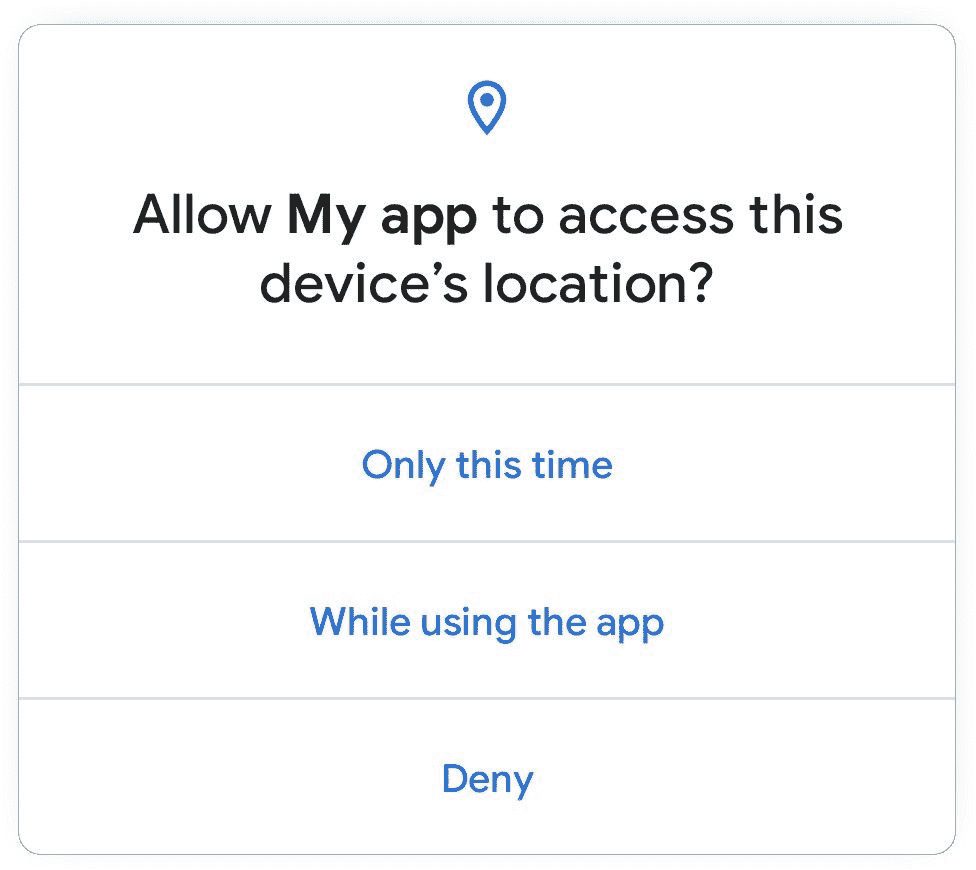 Allow My app to access this
device’s location?
Only this time
While using the app
Deny